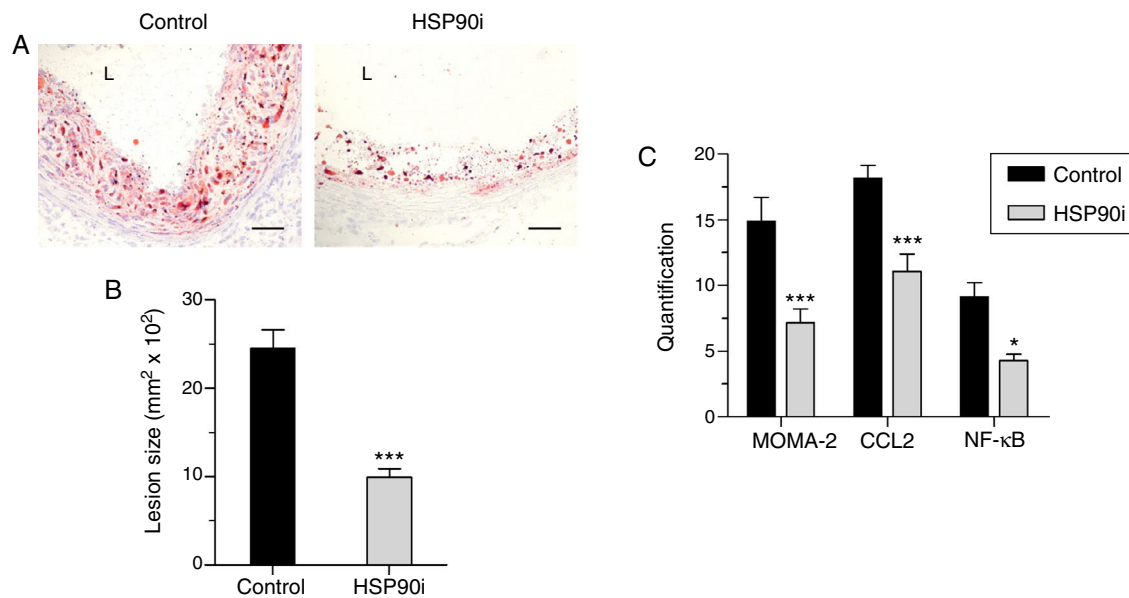 Control
HSP90i
A
L
L
B
Lesion size (mm² x 10²)
30
20
10
0
***
Control
HSP90i
C
Quantification
20
15
10
5
0
***
***
*
MOMA-2
CCL2
NF-κB
Control
HSP90i